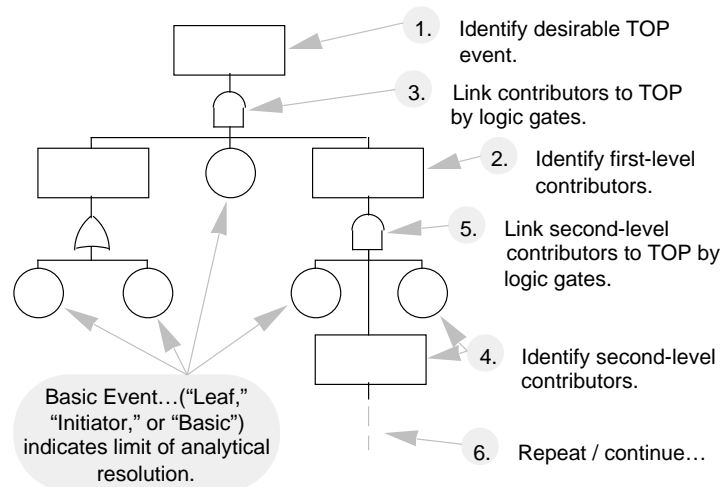 1. Identify desirable TOP
event.
3. Link contributors to TOP
by logic gates.
2. Identify first-level
contributors.
5. Link second-level
contributors to TOP by
logic gates.
4. Identify second-level
contributors.
Basic Event…(“Leaf,”
“Initiator,” or “Basic”)
indicates limit of analytical
resolution.
6. Repeat / continue…